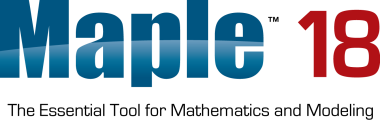 Maple™ 18
The Essential Tool for Mathematics and Modeling